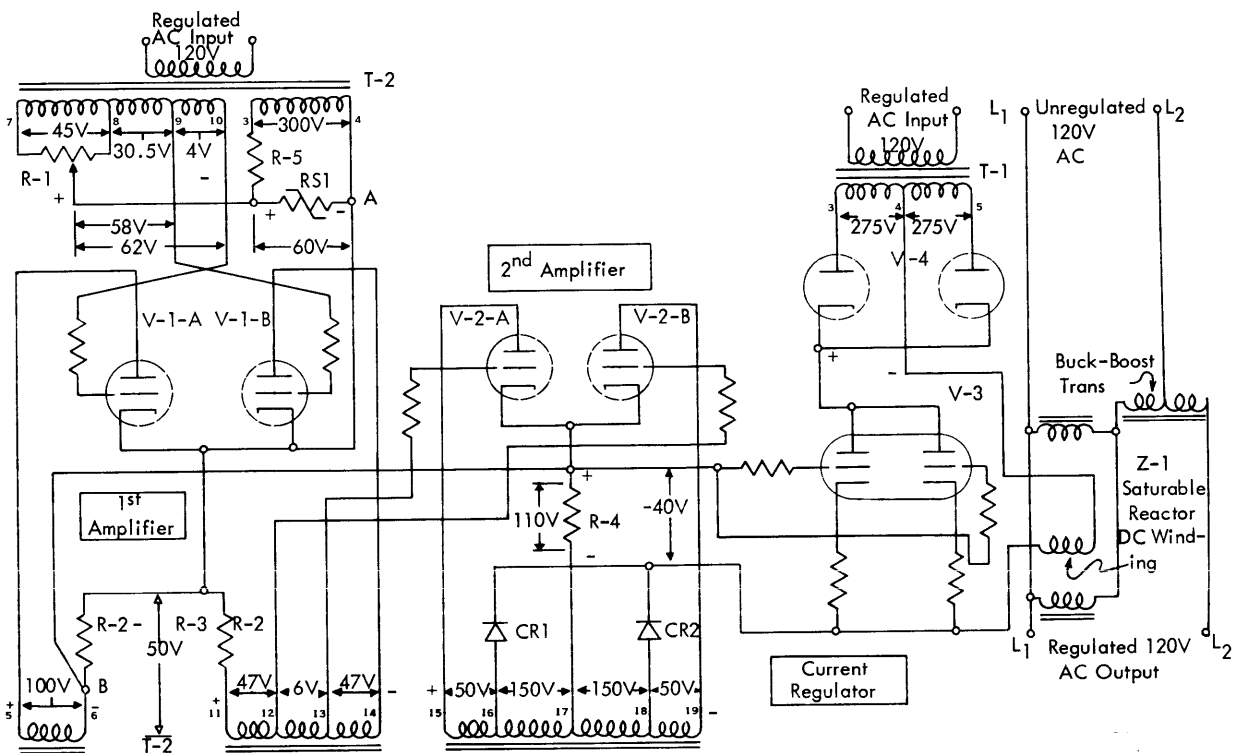 Regulated
AC Input
120V
T-2
7
8
9
10
3
4
45V
30.5V
4V
300V
R-1
+
-
R-5
RS1
+
-
A
58V
62V
60V
V-1-A
V-1-B
1st
Amplifier
R-2
-
50V
R-3
R-2
100V
B
+
5
-
6
T-2
+
11
47V
6V
47V
-
12
13
14
2nd Amplifier
V-2-A
V-2-B
+
110V
R-4
-
-40V
CR1
CR2
+
50V
150V
150V
50V
15
16
17
18
19
-
Regulated
AC Input
120V
T-1
3
4
5
275V
275V
V-4
+
-
V-3
Current
Regulator
L1
Unregulated
120V
AC
L2
Buck-Boost
Trans
Z-1
Saturable
Reactor
DC Wind-
ing
L1
Regulated 120V
AC Output
L2